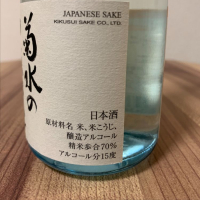 JAPANESE SAKE
KIKUSUI SAKE CO., LTD.
菊水の
日本酒
原材料名 米、米こうじ、
醸造アルコール
精米歩合70%
アルコール分15度